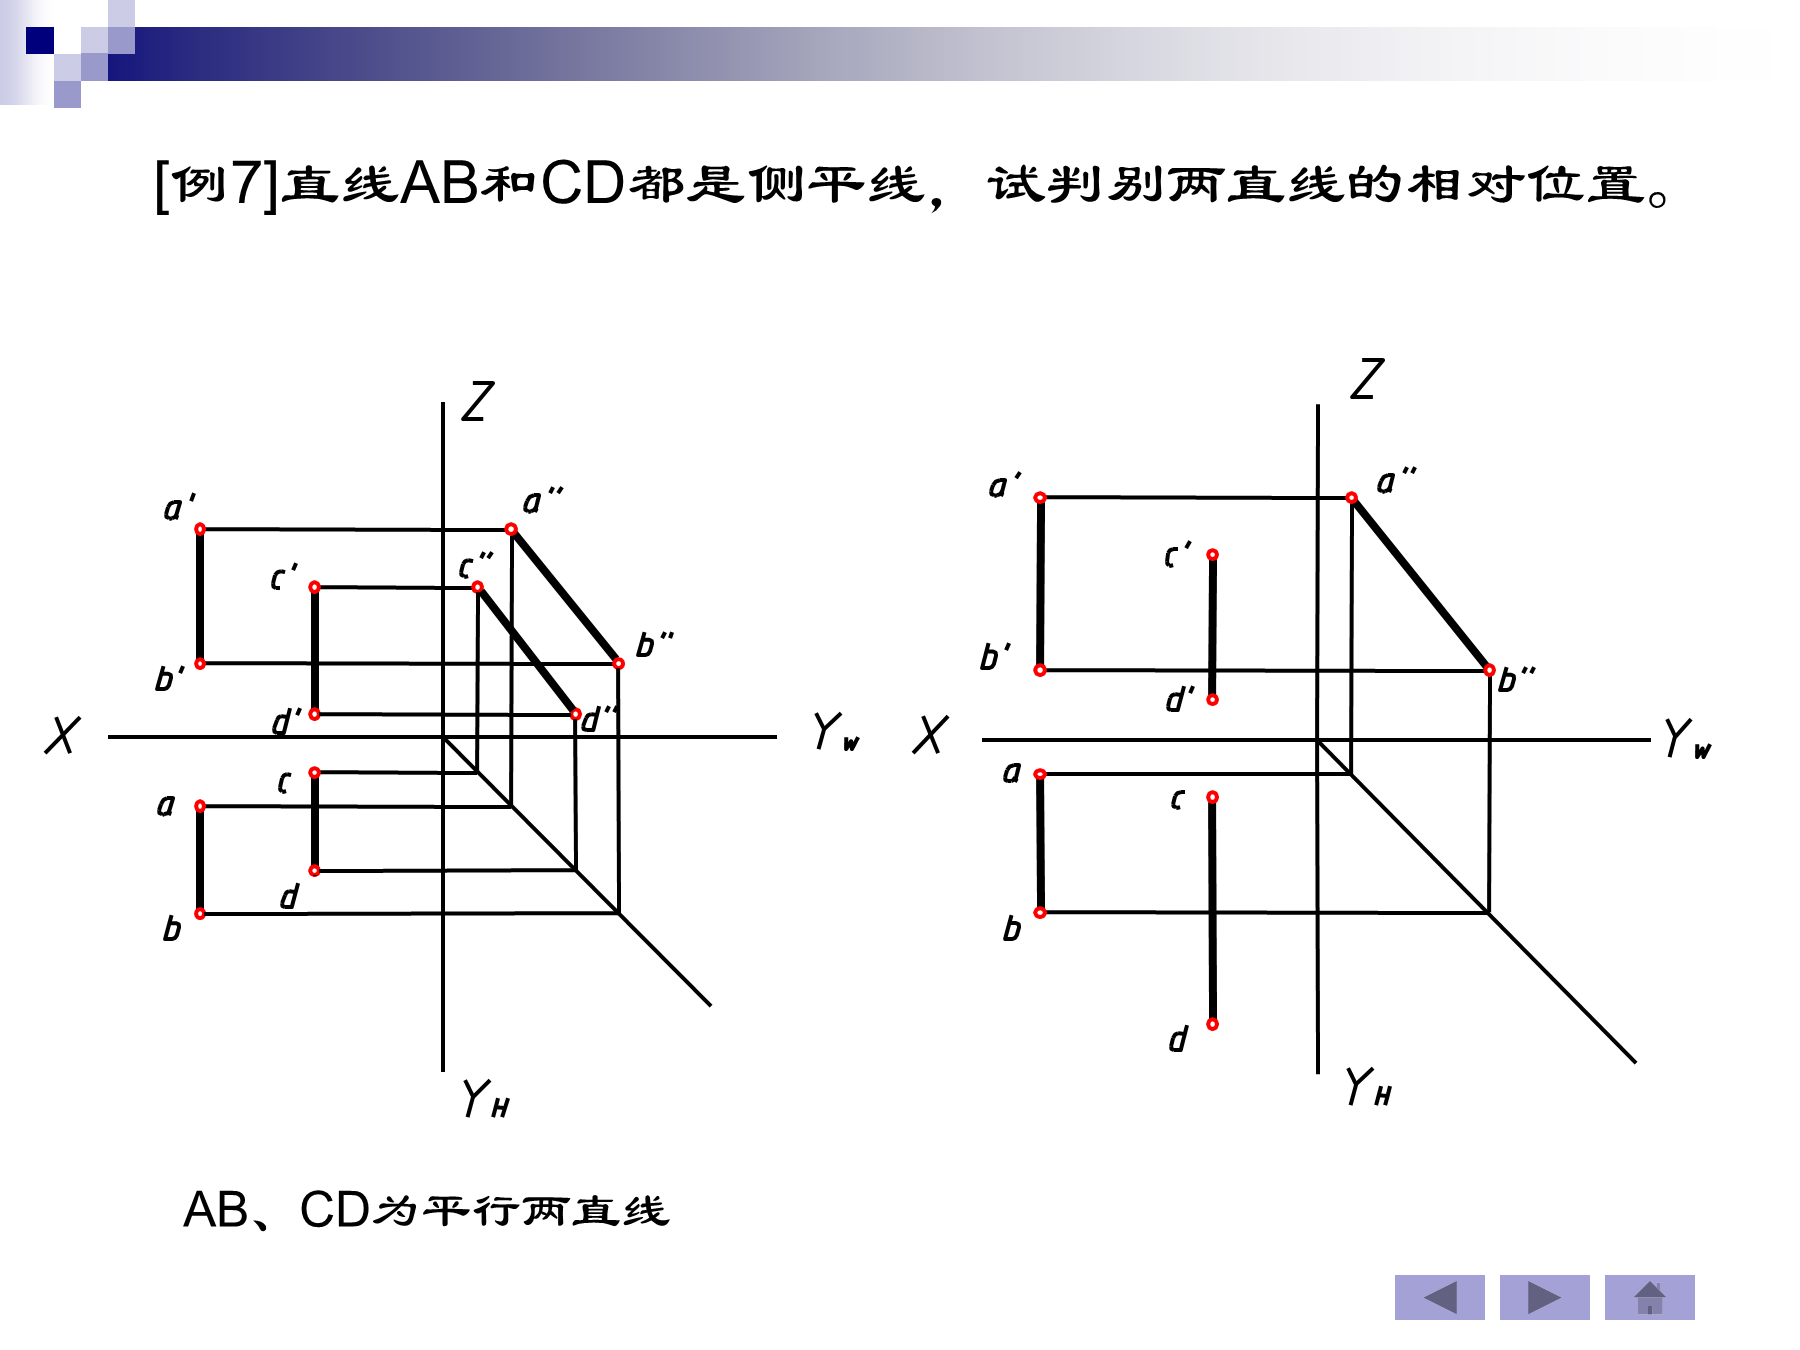 [例7]直线AB和CD都是侧平线，试判别两直线的相对位置。
Z
Z
a′
a″
c′
c″
b′
b″
d′
d″
X
Yw
c
a
d
b
YH
a′
a″
c′
b′
b″
d′
X
Yw
a
c
b
d
YH
AB、CD为平行两直线